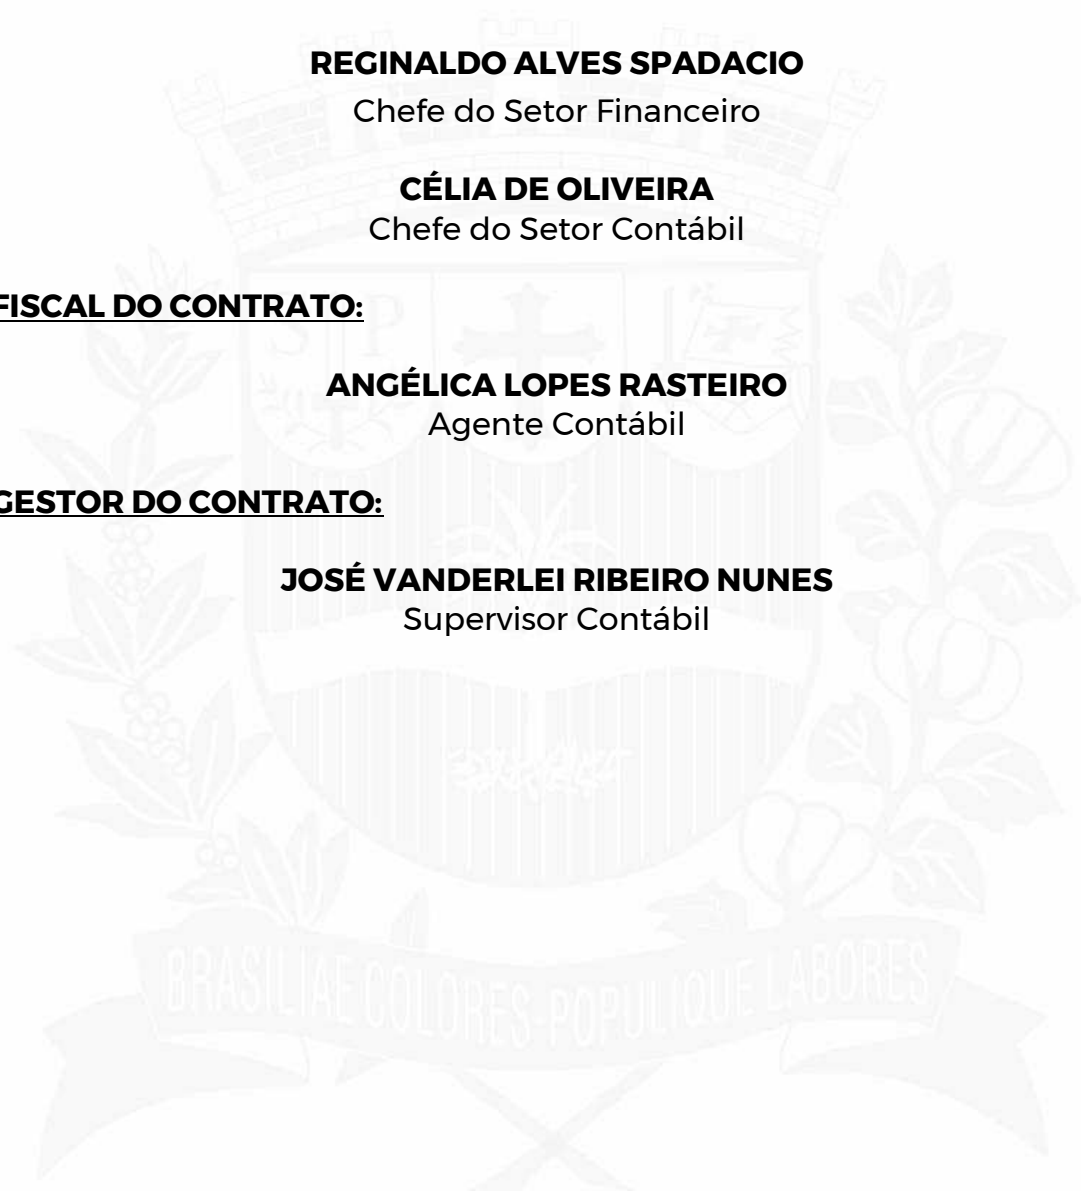 REGINALDO ALVES SPADACIO
Chefe do Setor Financeiro
CÉLIA DE OLIVEIRA
Chefe do Setor Contábil
FISCAL DO CONTRATO:
ANGÉLICA LOPES RASTEIRO
Agente Contábil
GESTOR DO CONTRATO:
JOSÉ VANDERLEI RIBEIRO NUNES
Supervisor Contábil
S P
BRASILIAE COLORES-POPULIQUE LABORES